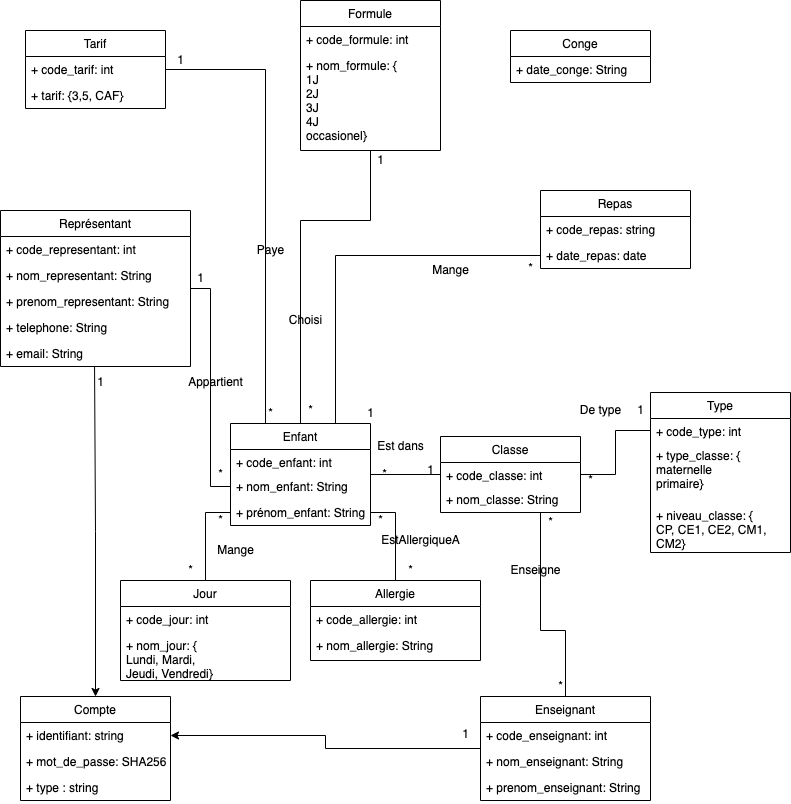 Formule
+ code_formule: int
+ nom_formule: {
1J
2J
3J
4J
occasionel}
1
Tarif
+ code_tarif: int
+ tarif: {3,5, CAF}
1
Conge
+ date_conge: String
Repas
+ code_repas: string
+ date_repas: date
*
Mange
Paye
Choisi
Représentant
+ code_representant: int
+ nom_representant: String
+ prenom_representant: String
+ telephone: String
+ email: String
1
1
Appartient
*
*
*
1
Enfant
+ code_enfant: int
+ nom_enfant: String
+ prénom_enfant: String
Est dans
*
1
Classe
+ code_classe: int
+ nom_classe: String
De type
1
*
Type
+ code_type: int
+ type_classe: {
maternelle
primaire}
+ niveau_classe: {
CP, CE1, CE2, CM1,
CM2}
*
Mange
*
*
EstAllergiqueA
*
*
Enseigne
*
Jour
+ code_jour: int
+ nom_jour: {
Lundi, Mardi,
Jeudi, Vendredi}
Allergie
+ code_allergie: int
+ nom_allergie: String
Compte
+ identifiant: string
+ mot_de_passe: SHA256
+ type : string
1
Enseignant
+ code_enseignant: int
+ nom_enseignant: String
+ prenom_enseignant: String